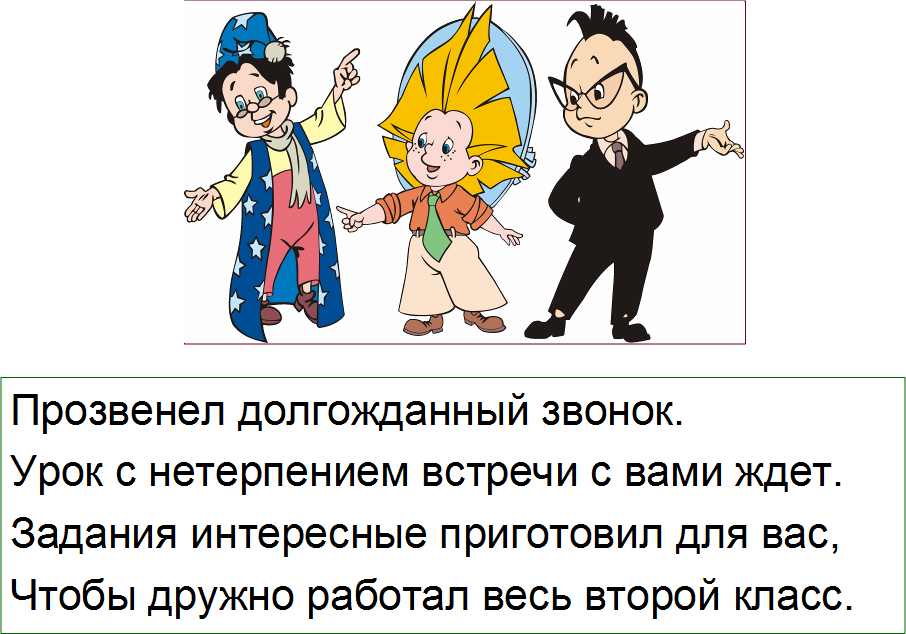 Прозвенел долгожданный звонок.
Урок с нетерпением встречи с вами ждет.
Задания интересные приготовил для вас,
Чтобы дружно работал весь второй класс.